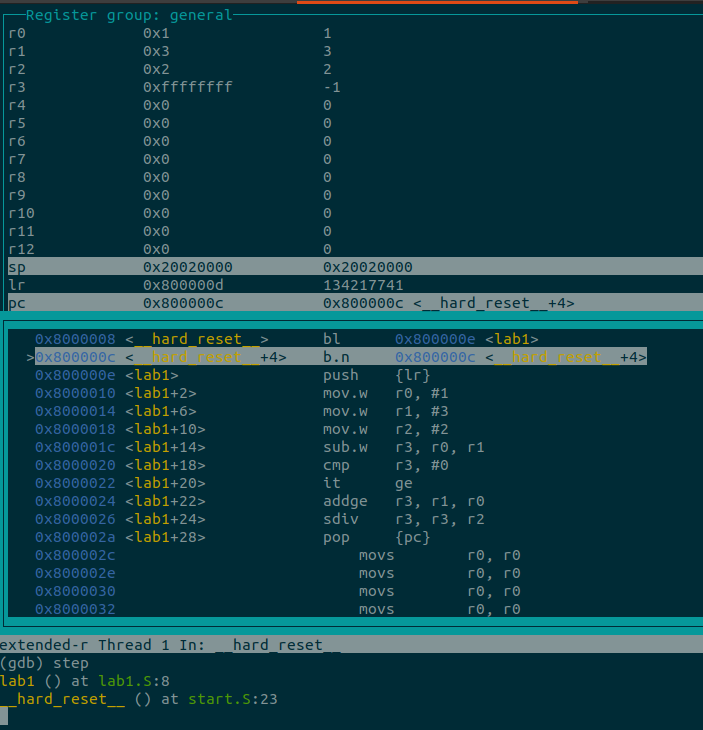 Register group: general
r0 0x1 1
r1 0x3 3
r2 0x2 2
r3 0xffffffff -1
r4 0x0 0
r5 0x0 0
r6 0x0 0
r7 0x0 0
r8 0x0 0
r9 0x0 0
r10 0x0 0
r11 0x0 0
r12 0x0 0
sp 0x20020000 0x20020000
lr 0x800000d 134217741
pc 0x800000c 0x800000c <__hard_reset__+4>
0x8000008 <__hard_reset__> bl 0x800000e <lab1>
>0x800000c <__hard_reset__+4> b.n 0x800000c <__hard_reset__+4>
0x800000e <lab1> push {lr}
0x8000010 <lab1+2> mov.w r0, #1
0x8000014 <lab1+6> mov.w r1, #3
0x8000018 <lab1+10> mov.w r2, #2
0x800001c <lab1+14> sub.w r3, r0, r1
0x8000020 <lab1+18> cmp r3, #0
0x8000022 <lab1+20> it ge
0x8000024 <lab1+22> addge r3, r1, r0
0x8000026 <lab1+24> sdiv r3, r3, r2
0x800002a <lab1+28> pop {pc}
0x800002c movs r0, r0
0x800002e movs r0, r0
0x8000030 movs r0, r0
0x8000032 movs r0, r0
extended-r Thread 1 In: __hard_reset__
(gdb) step
lab1 () at lab1.S:8
__hard_reset__ () at start.S:23